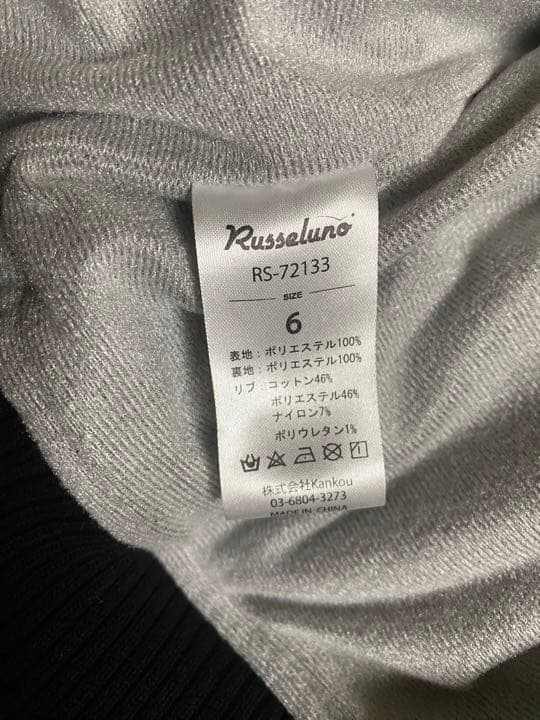 Russeluno
RS-72133
SIZE
6
表地：ポリエステル100%
裏地：ポリエステル100%
リブ：コットン46%
ポリエステル46%
ナイロン7%
ポリウレタン1%
株式会社Kankou
03-6804-3273
MADE IN CHINA